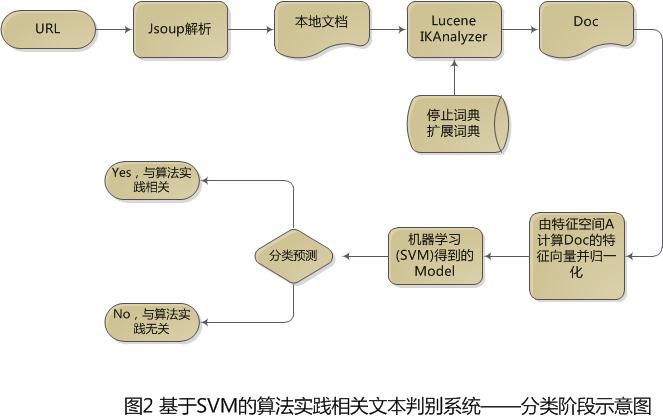 URL
Jsoup解析
本地文档
Lucene
IKAnalyzer
Doc
停止词典
扩展词典
Yes，与算法实
践相关
分类预测
机器学习
(SVM)得到的
Model
由特征空间A
计算Doc的特
征向量并归一
化
No，与算法实
践无关
图2 基于SVM的算法实践相关文本判别系统——分类阶段示意图